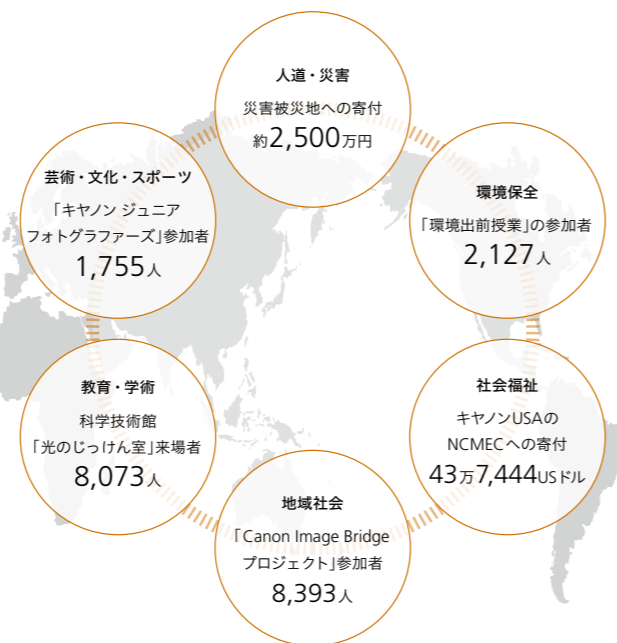 人道・災害
災害被災地への寄付
約2,500万円
環境保全
「環境出前授業」の参加者
2,127人
社会福祉
キヤノンUSAの
NCMECへの寄付
43万7,444USドル
地域社会
「Canon Image Bridge
プロジェクト」参加者
8,393人
教育・学術
科学技術館
「光のじっけん室」来場者
8,073人
芸術・文化・スポーツ
「キヤノン ジュニア
フォトグラファーズ」参加者
1,755人